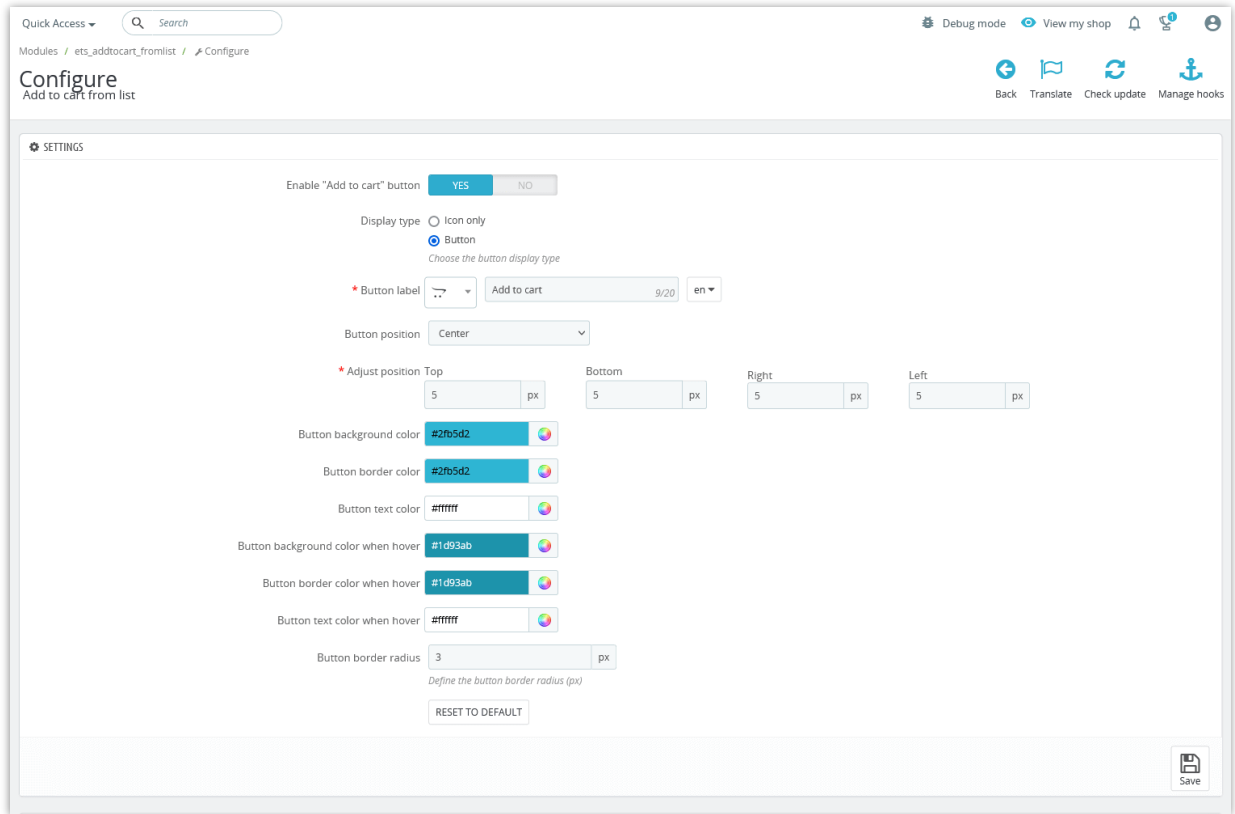 Quick Access Search Debug mode View my shop 1
Modules / ets_addtocart_fromlist / Configure
Configure
Add to cart from list
Back Translate Check update Manage hooks
SETTINGS
Enable "Add to cart" button YES NO
Display type Icon only
Button
Choose the button display type
* Button label Add to cart 9/20 en
Button position Center
* Adjust position Top Bottom Right Left
5 px 5 px 5 px 5 px
Button background color #2fb5d2
Button border color #2fb5d2
Button text color #ffffff
Button background color when hover #1d93ab
Button border color when hover #1d93ab
Button text color when hover #ffffff
Button border radius 3 px
Define the button border radius (px)
RESET TO DEFAULT
Save